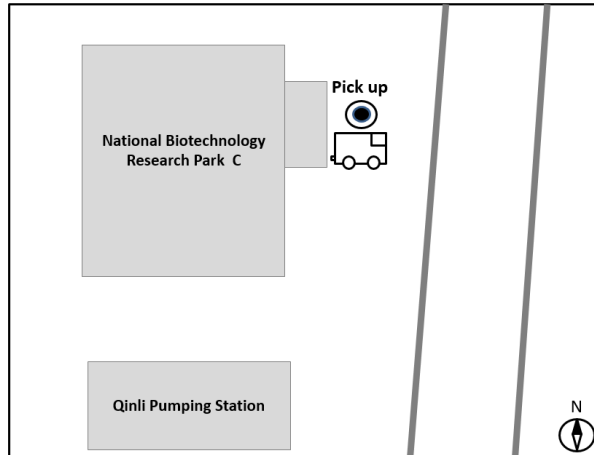 Pick up
National Biotechnology
Research Park  C
Qinli Pumping Station
N